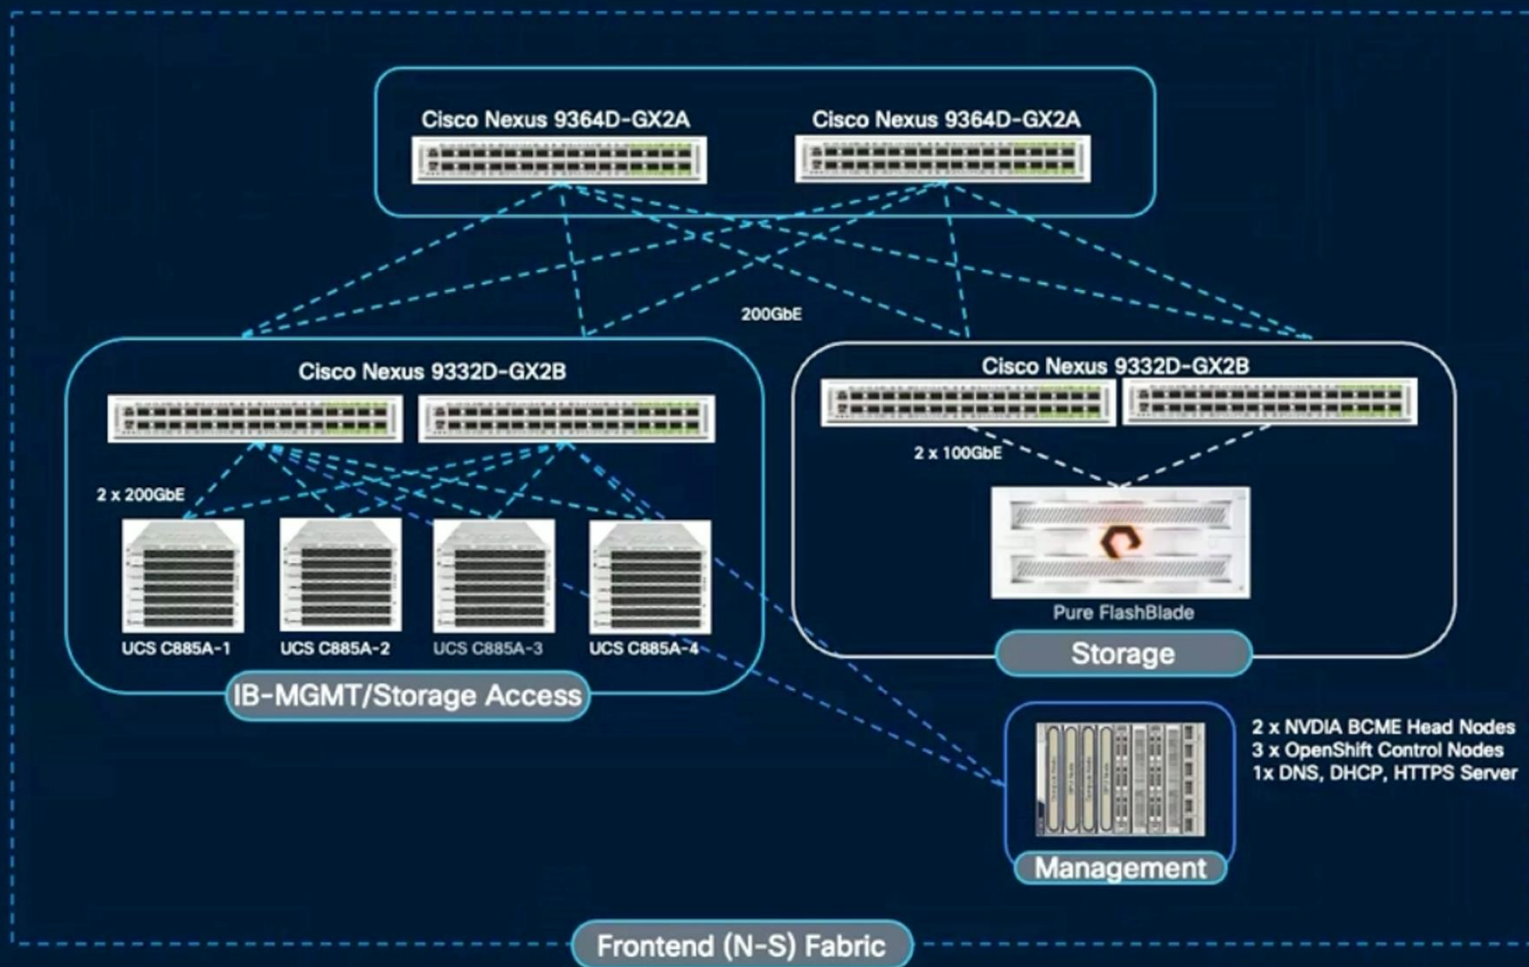 Cisco Nexus 9364D-GX2A
Cisco Nexus 9364D-GX2A
200GbE
Cisco Nexus 9332D-GX2B
Cisco Nexus 9332D-GX2B
2 x 200GbE
2 x 100GbE
UCS C885A-1
UCS C885A-2
UCS C885A-3
UCS C885A-4
IB-MGMT/Storage Access
Pure FlashBlade
Storage
2 x NVDIA BCME Head Nodes
3 x OpenShift Control Nodes
1x DNS, DHCP, HTTPS Server
Management
Frontend (N-S) Fabric